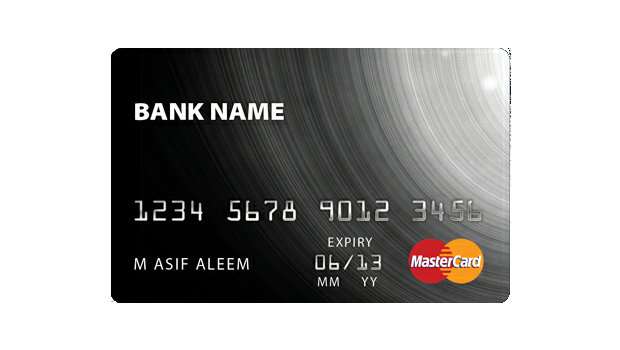 BANK NAME
1234 5678 9012 3456
EXPIRY
M ASIF ALEEM 06/13
MM YY
MasterCard